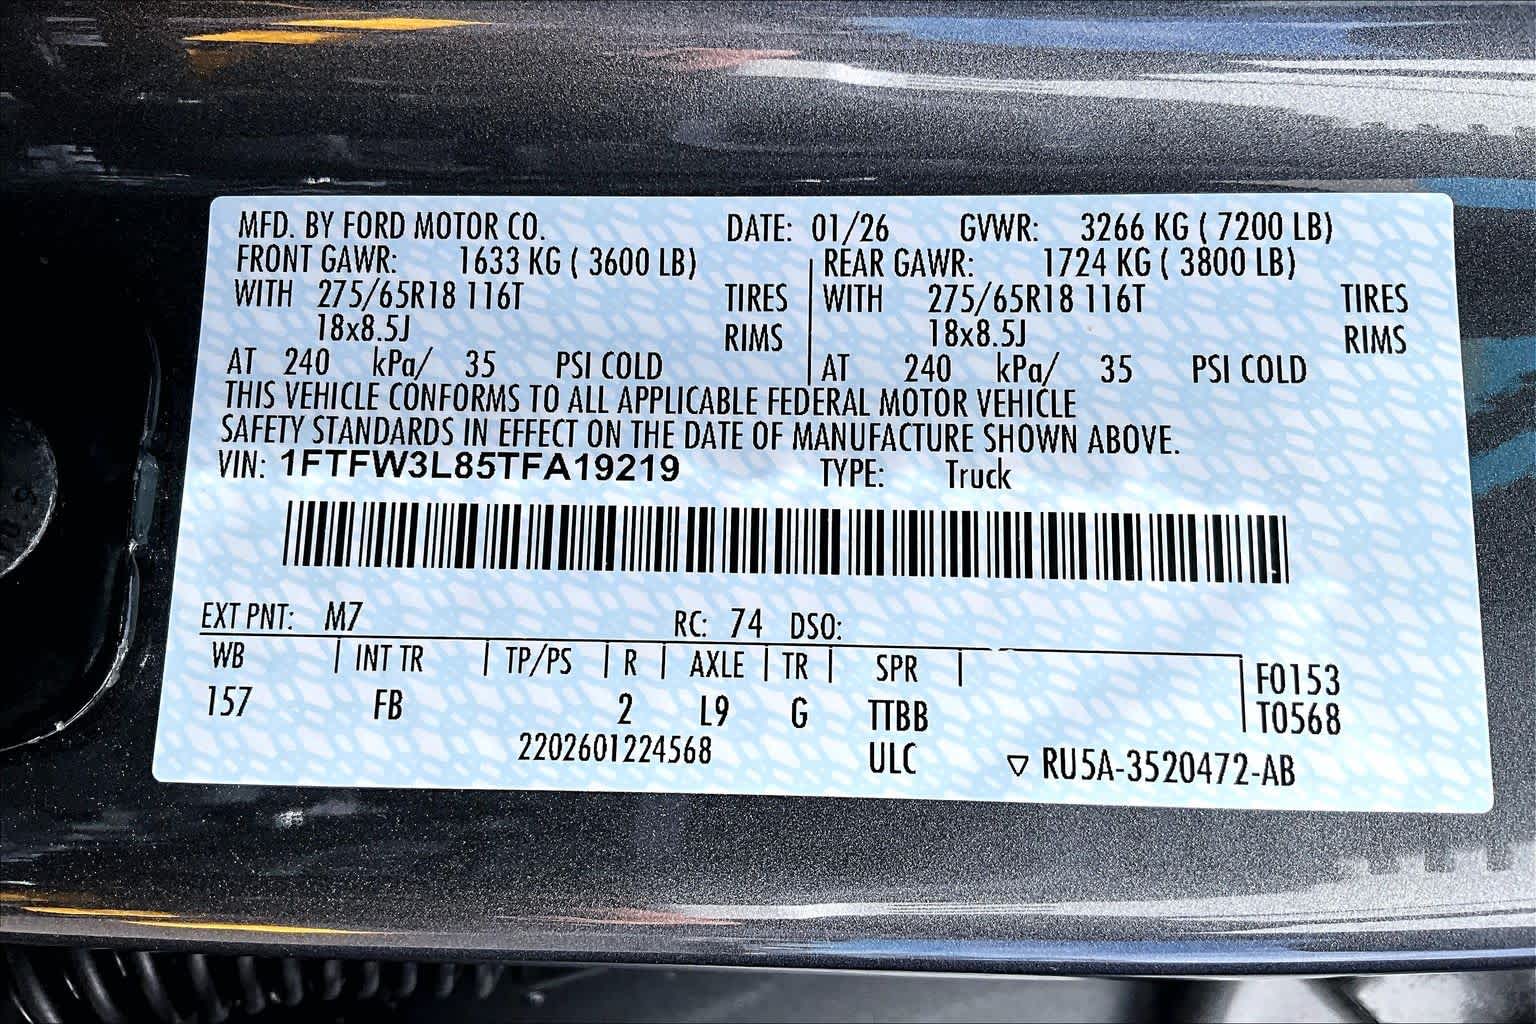 MFD. BY FORD MOTOR CO. DATE: 01/26 GVWR: 3266 KG ( 7200 LB)
FRONT GAWR: 1633 KG ( 3600 LB) REAR GAWR: 1724 KG ( 3800 LB)
WITH 275/65R18 116T TIRES WITH 275/65R18 116T TIRES
18x8.5J RIMS 18x8.5J RIMS
AT 240 kPa/ 35 PSI COLD AT 240 kPa/ 35 PSI COLD
THIS VEHICLE CONFORMS TO ALL APPLICABLE FEDERAL MOTOR VEHICLE
SAFETY STANDARDS IN EFFECT ON THE DATE OF MANUFACTURE SHOWN ABOVE.
VIN: 1FTFW3L85TFA19219 TYPE: Truck
EXT PNT: M7 RC: 74 DSO:
WB INT TR TP/PS R AXLE TR SPR F0153
157 FB 2 L9 G TTBB T0568
2202601224568 ULC ▽ RU5A-3520472-AB